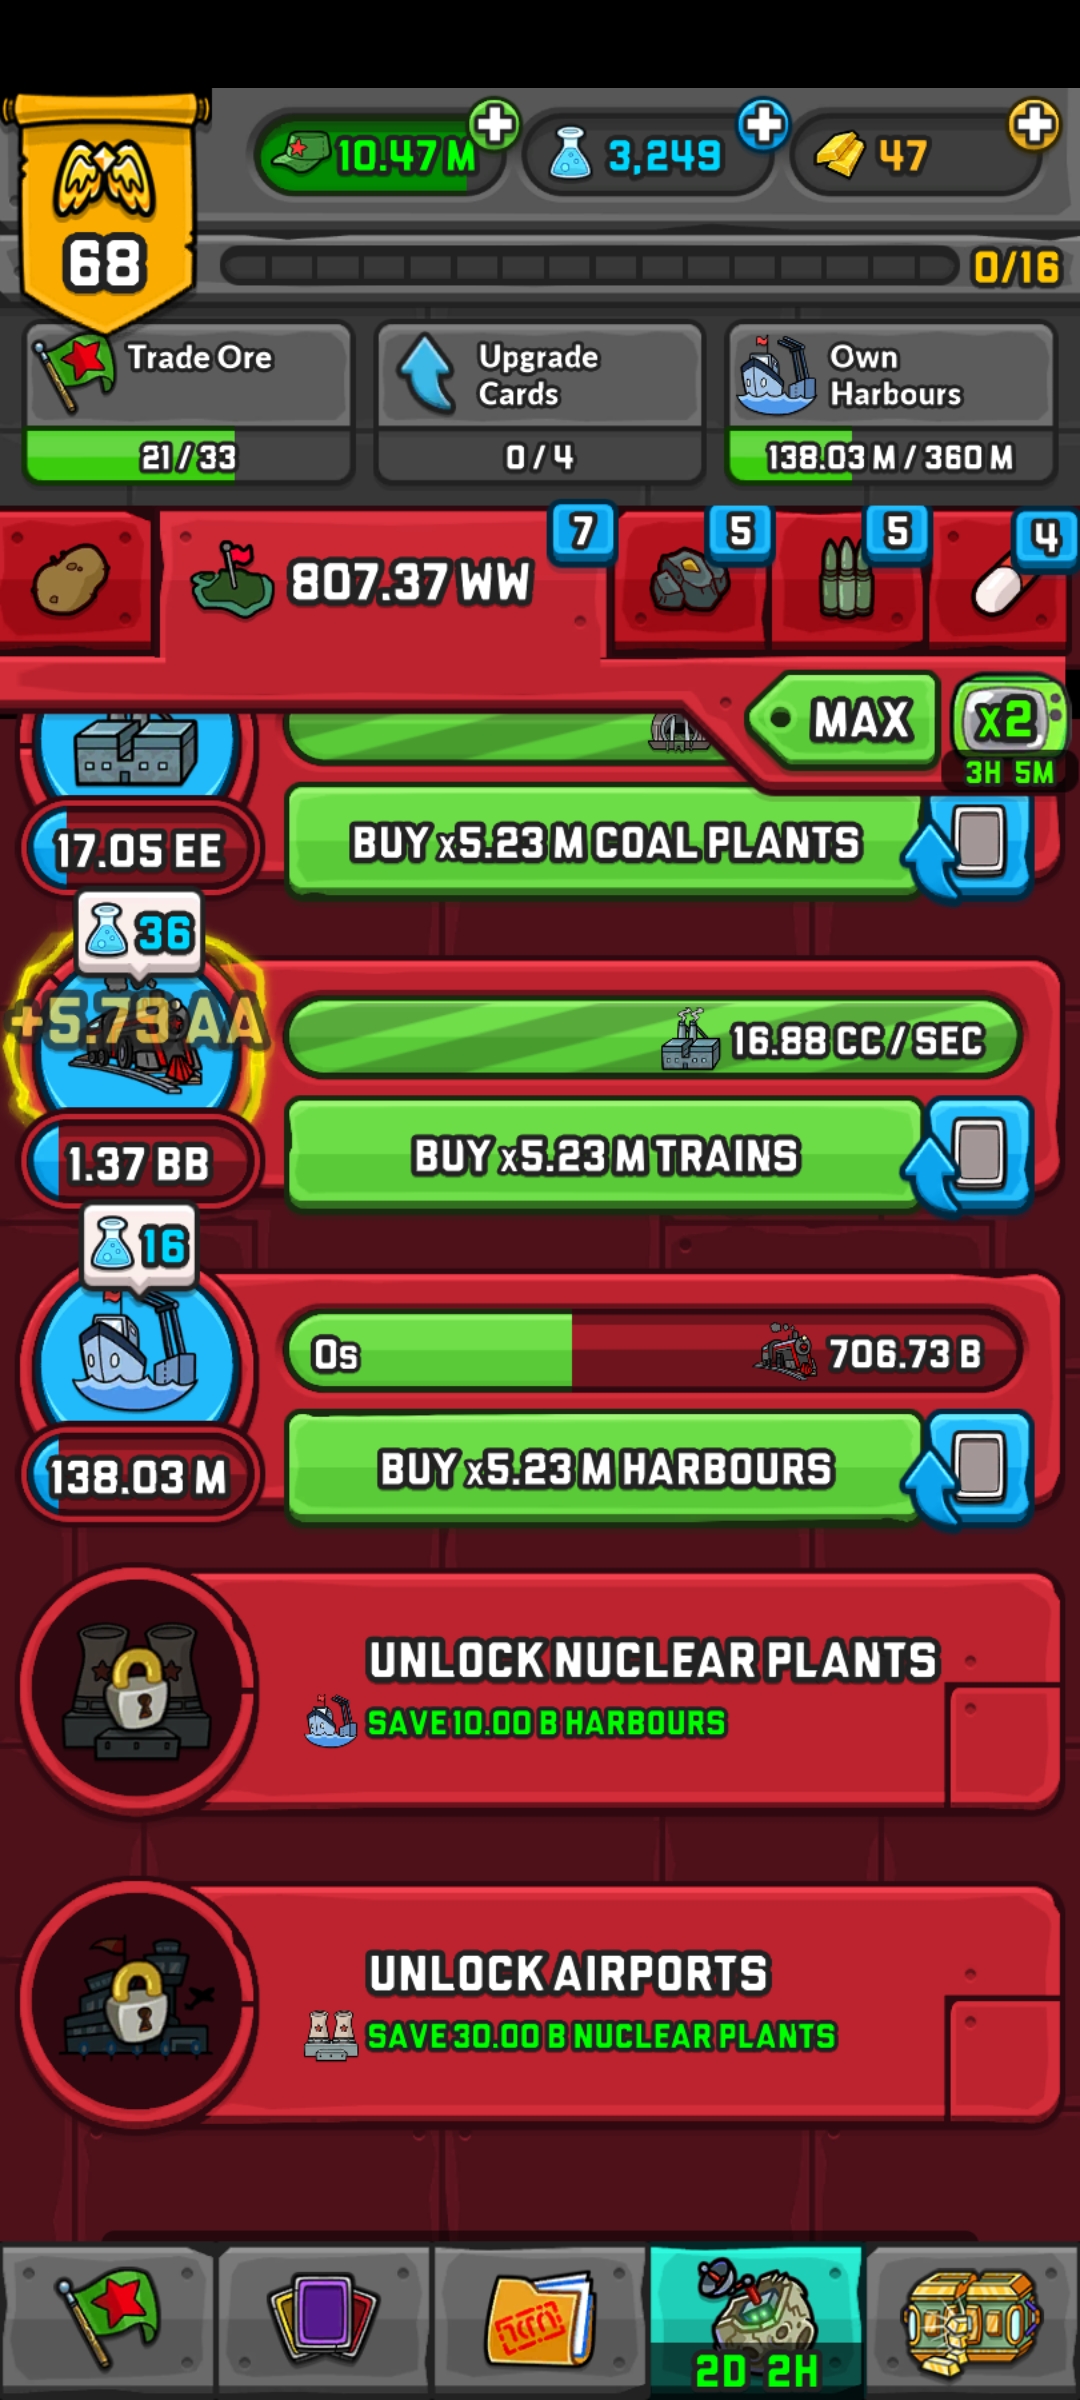 10.47 M
3,249
47
68
0/16
Trade Ore
21 / 33
Upgrade
Cards
0 / 4
Own
Harbours
138.03 M / 360 M
807.37 WW
7
5
5
4
MAX
x2
3H 5M
17.05 EE
BUY x5.23 M COAL PLANTS
36
+5.79 AA
16.88 CC / SEC
1.37 BB
BUY x5.23 M TRAINS
16
0s
706.73 B
138.03 M
BUY x5.23 M HARBOURS
UNLOCK NUCLEAR PLANTS
SAVE 10.00 B HARBOURS
UNLOCK AIRPORTS
SAVE 30.00 B NUCLEAR PLANTS
2D 2H